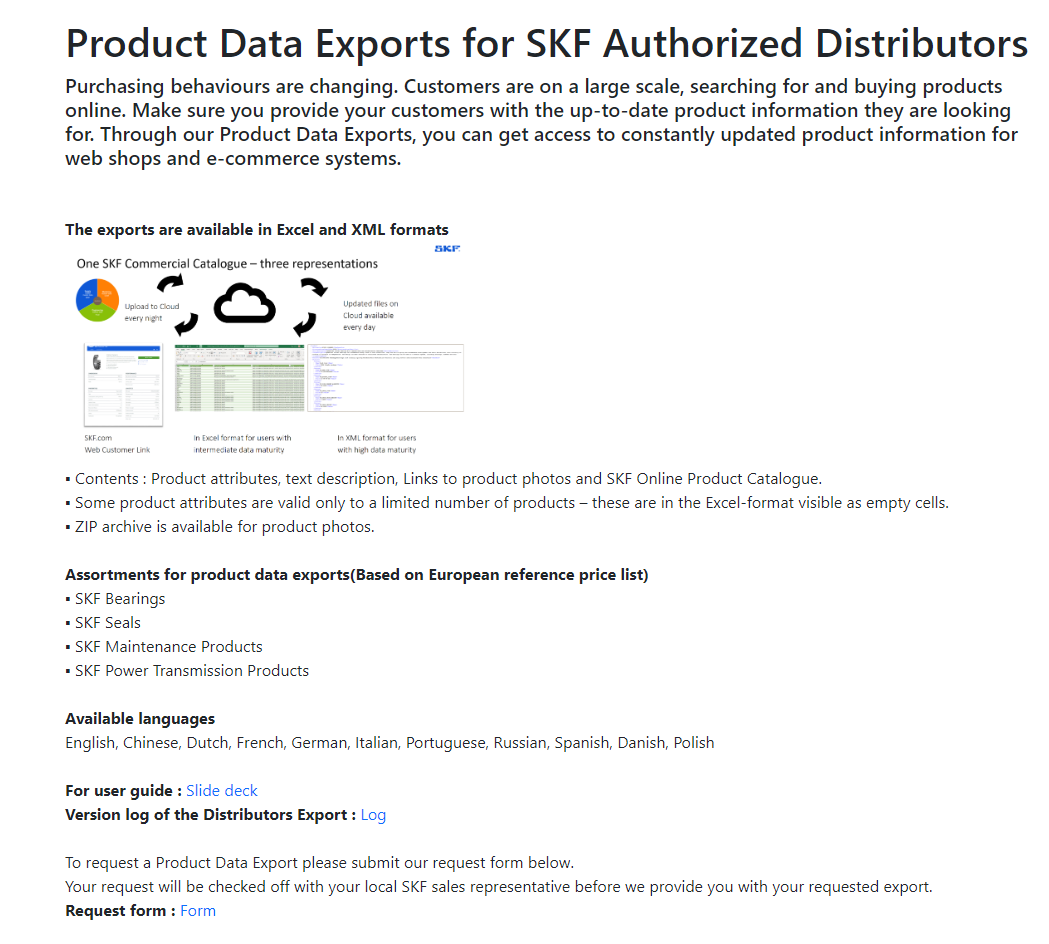 Product Data Exports for SKF Authorized Distributors
Purchasing behaviours are changing. Customers are on a large scale, searching for and buying products
online. Make sure you provide your customers with the up-to-date product information they are looking
for. Through our Product Data Exports, you can get access to constantly updated product information for
web shops and e-commerce systems.
The exports are available in Excel and XML formats
SKF
One SKF Commercial Catalogue – three representations
Upload to Cloud
every night
Updated files on
Cloud available
every day
SKF.com
Web Customer Link
in Excel format for users with
intermediate data maturity
in XML format for users
with high data maturity
▪ Contents : Product attributes, text description, Links to product photos and SKF Online Product Catalogue.
▪ Some product attributes are valid only to a limited number of products – these are in the Excel-format visible as empty cells.
▪ ZIP archive is available for product photos.
Assortments for product data exports(Based on European reference price list)
▪ SKF Bearings
▪ SKF Seals
▪ SKF Maintenance Products
▪ SKF Power Transmission Products
Available languages
English, Chinese, Dutch, French, German, Italian, Portuguese, Russian, Spanish, Danish, Polish
For user guide : Slide deck
Version log of the Distributors Export : Log
To request a Product Data Export please submit our request form below.
Your request will be checked off with your local SKF sales representative before we provide you with your requested export.
Request form : Form